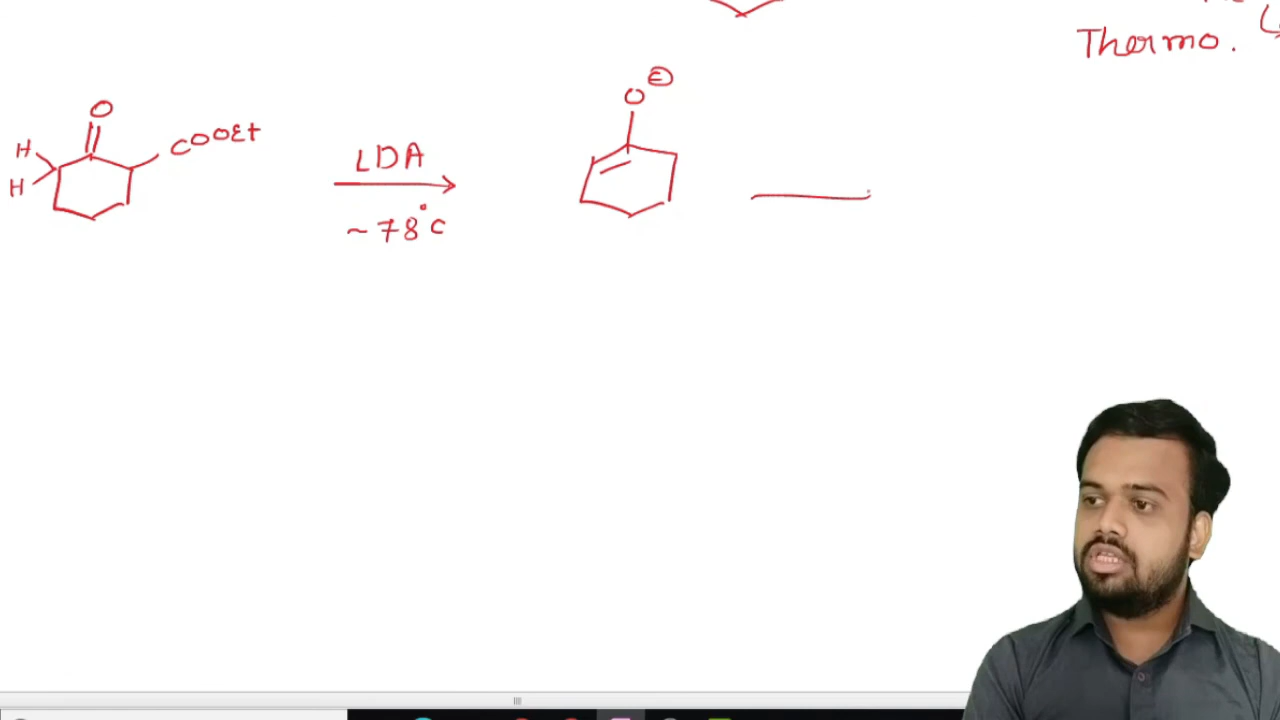 Thermo.
O
H
H
COOEt
LDA
~78°C
O⊖